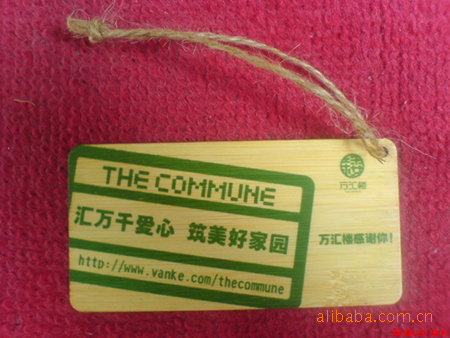 THE COMMUNE
汇万千爱心 筑美好家园
http://www.vanke.com/thecommune
万汇楼
万汇楼感谢你!
alibaba.com.cn